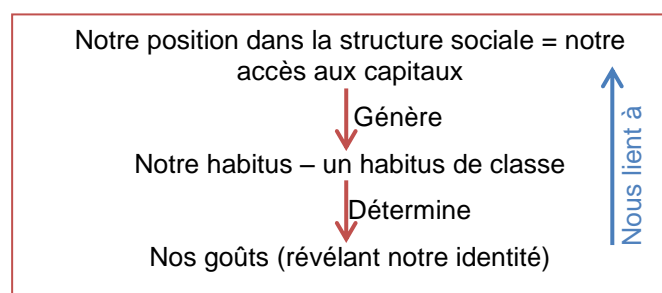 Notre position dans la structure sociale = notre
accès aux capitaux
Génère
Notre habitus – un habitus de classe
Détermine
Nos goûts (révélant notre identité)
Nous lient à